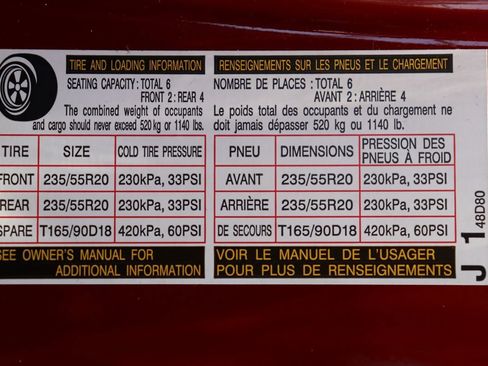 TIRE AND LOADING INFORMATION
SEATING CAPACITY: TOTAL 6
FRONT 2: REAR 4
The combined weight of occupants
and cargo should never exceed 520 kg or 1140 lbs.
TIRE SIZE COLD TIRE PRESSURE
FRONT 235/55R20 230kPa, 33PSI
REAR 235/55R20 230kPa, 33PSI
SPARE T165/90D18 420kPa, 60PSI
SEE OWNER'S MANUAL FOR
ADDITIONAL INFORMATION
RENSEIGNEMENTS SUR LES PNEUS ET LE CHARGEMENT
NOMBRE DE PLACES : TOTAL 6
AVANT 2: ARRIÈRE 4
Le poids total des occupants et du chargement ne
doit jamais dépasser 520 kg ou 1140 lb.
PNEU DIMENSIONS PRESSION DES
PNEUS À FROID
AVANT 235/55R20 230kPa, 33PSI
ARRIÈRE 235/55R20 230kPa, 33PSI
DE SECOURS T165/90D18 420kPa, 60PSI
VOIR LE MANUEL DE L'USAGER
POUR PLUS DE RENSEIGNEMENTS
J 1 48D80